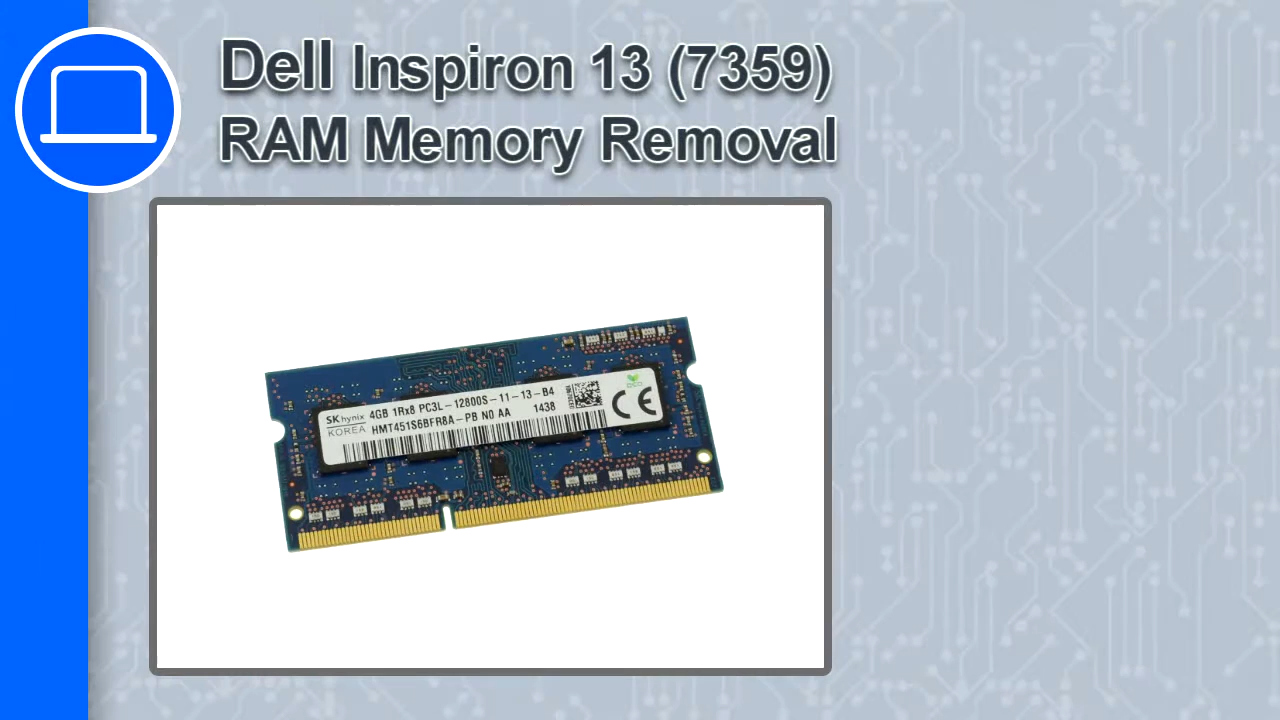 Dell Inspiron 13 (7359)
RAM Memory Removal
SK hynix 4GB 1Rx8 PC3L-12800S-11-13-B4
KOREA HMT451S6BFR8A-PB N0 AA 1438
CE